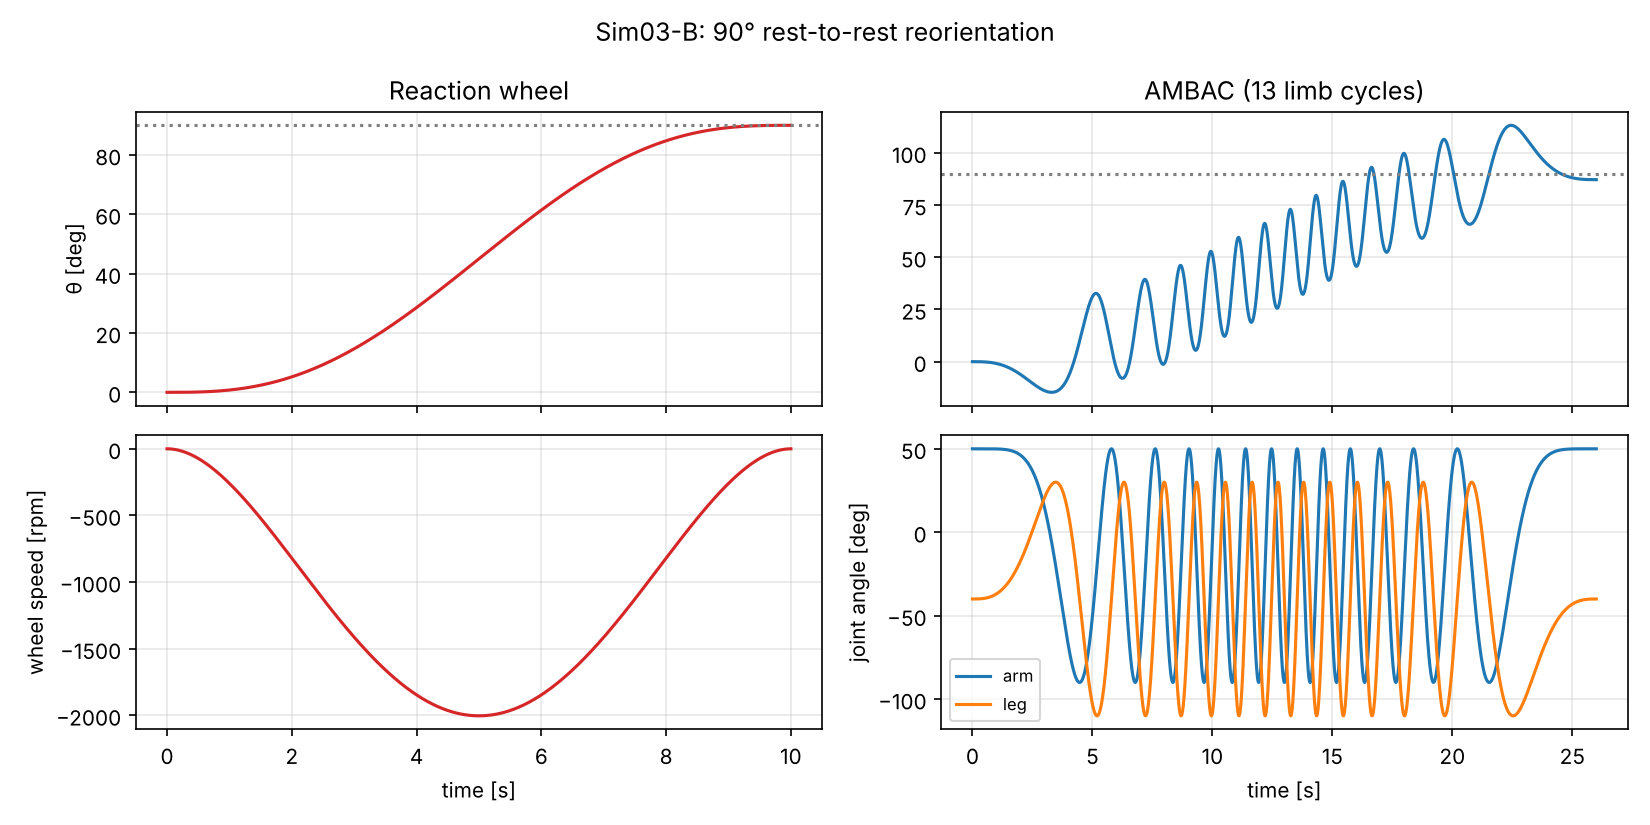 Sim03-B: 90° rest-to-rest reorientation
Reaction wheel
θ [deg]
80
60
40
20
0
AMBAC (13 limb cycles)
100
75
50
25
0
wheel speed [rpm]
0
−500
−1000
−1500
−2000
0 2 4 6 8 10
time [s]
joint angle [deg]
50
0
−50
−100
arm
leg
0 5 10 15 20 25
time [s]